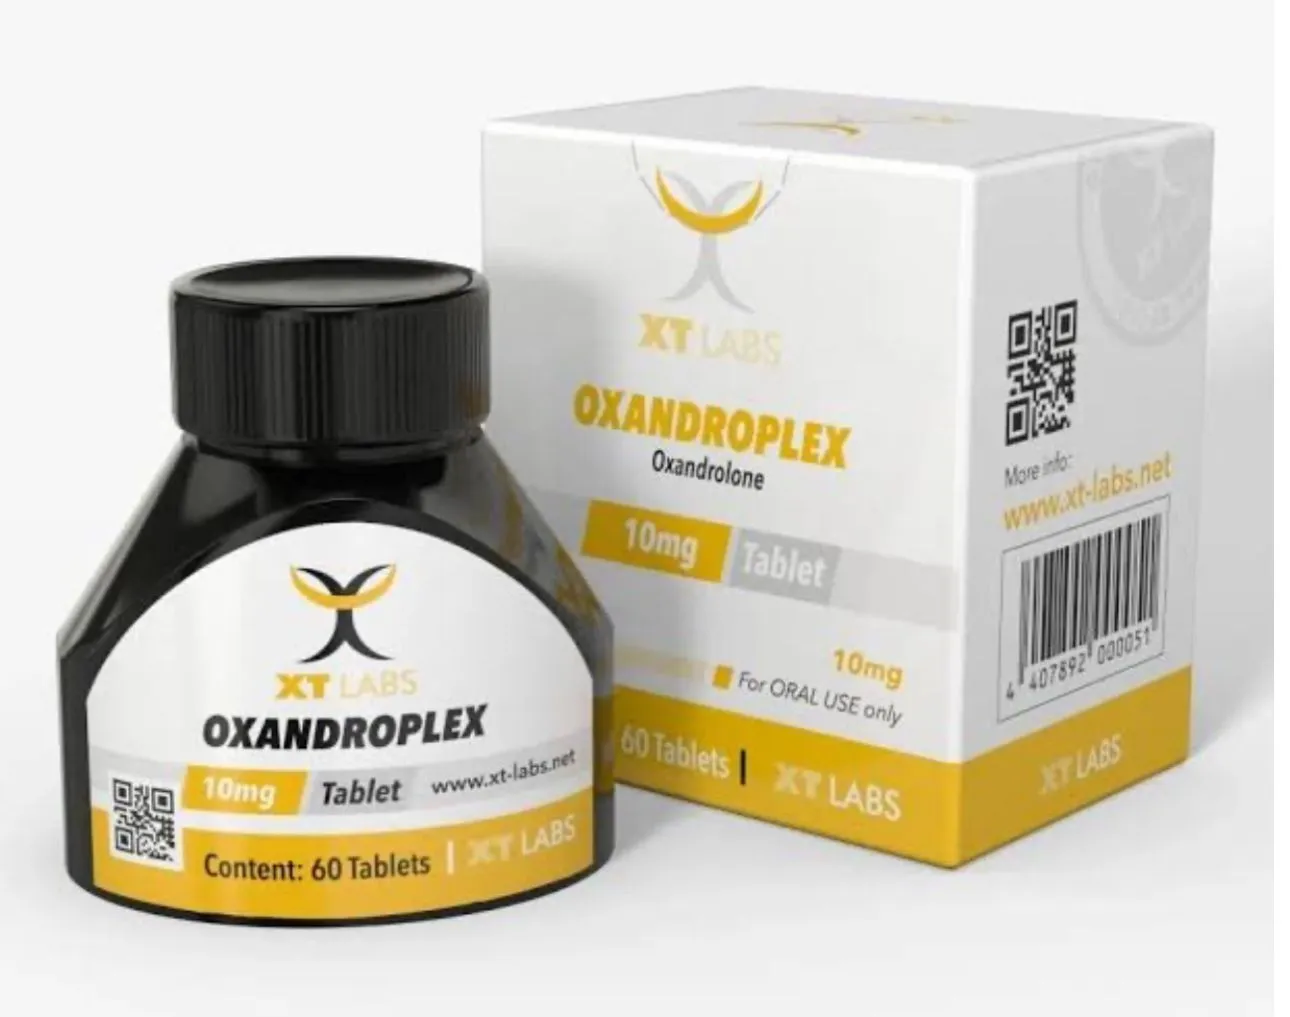 XT LABS
OXANDROPLEX
10mg Tablet www.xt-labs.net
Content: 60 Tablets | XT LABS
XT LABS
OXANDROPLEX
Oxandrolone
10mg Tablet
10mg
For ORAL USE only
60 Tablets | XT LABS
More info:
www.xt-labs.net
4 407892 000051
XT LABS